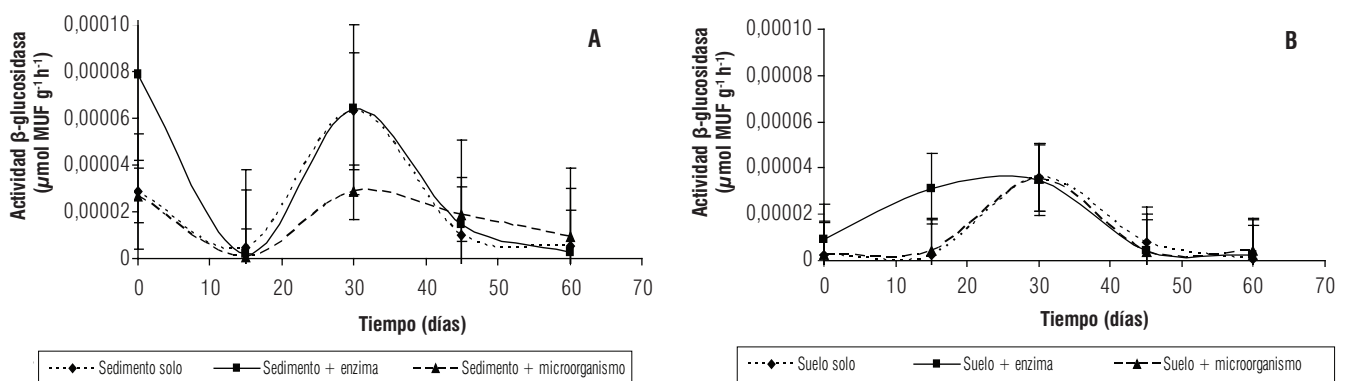 A
Actividad β-glucosidasa
(µmol MUF g⁻¹ h⁻¹)
0,00010
0,00008
0,00006
0,00004
0,00002
0
0 10 20 30 40 50 60 70
Tiempo (días)
Sedimento solo Sedimento + enzima Sedimento + microorganismo
B
Actividad β-glucosidasa
(µmol MUF g⁻¹ h⁻¹)
0,00010
0,00008
0,00006
0,00004
0,00002
0
0 10 20 30 40 50 60 70
Tiempo (días)
Suelo solo Suelo + enzima Suelo + microorganismo